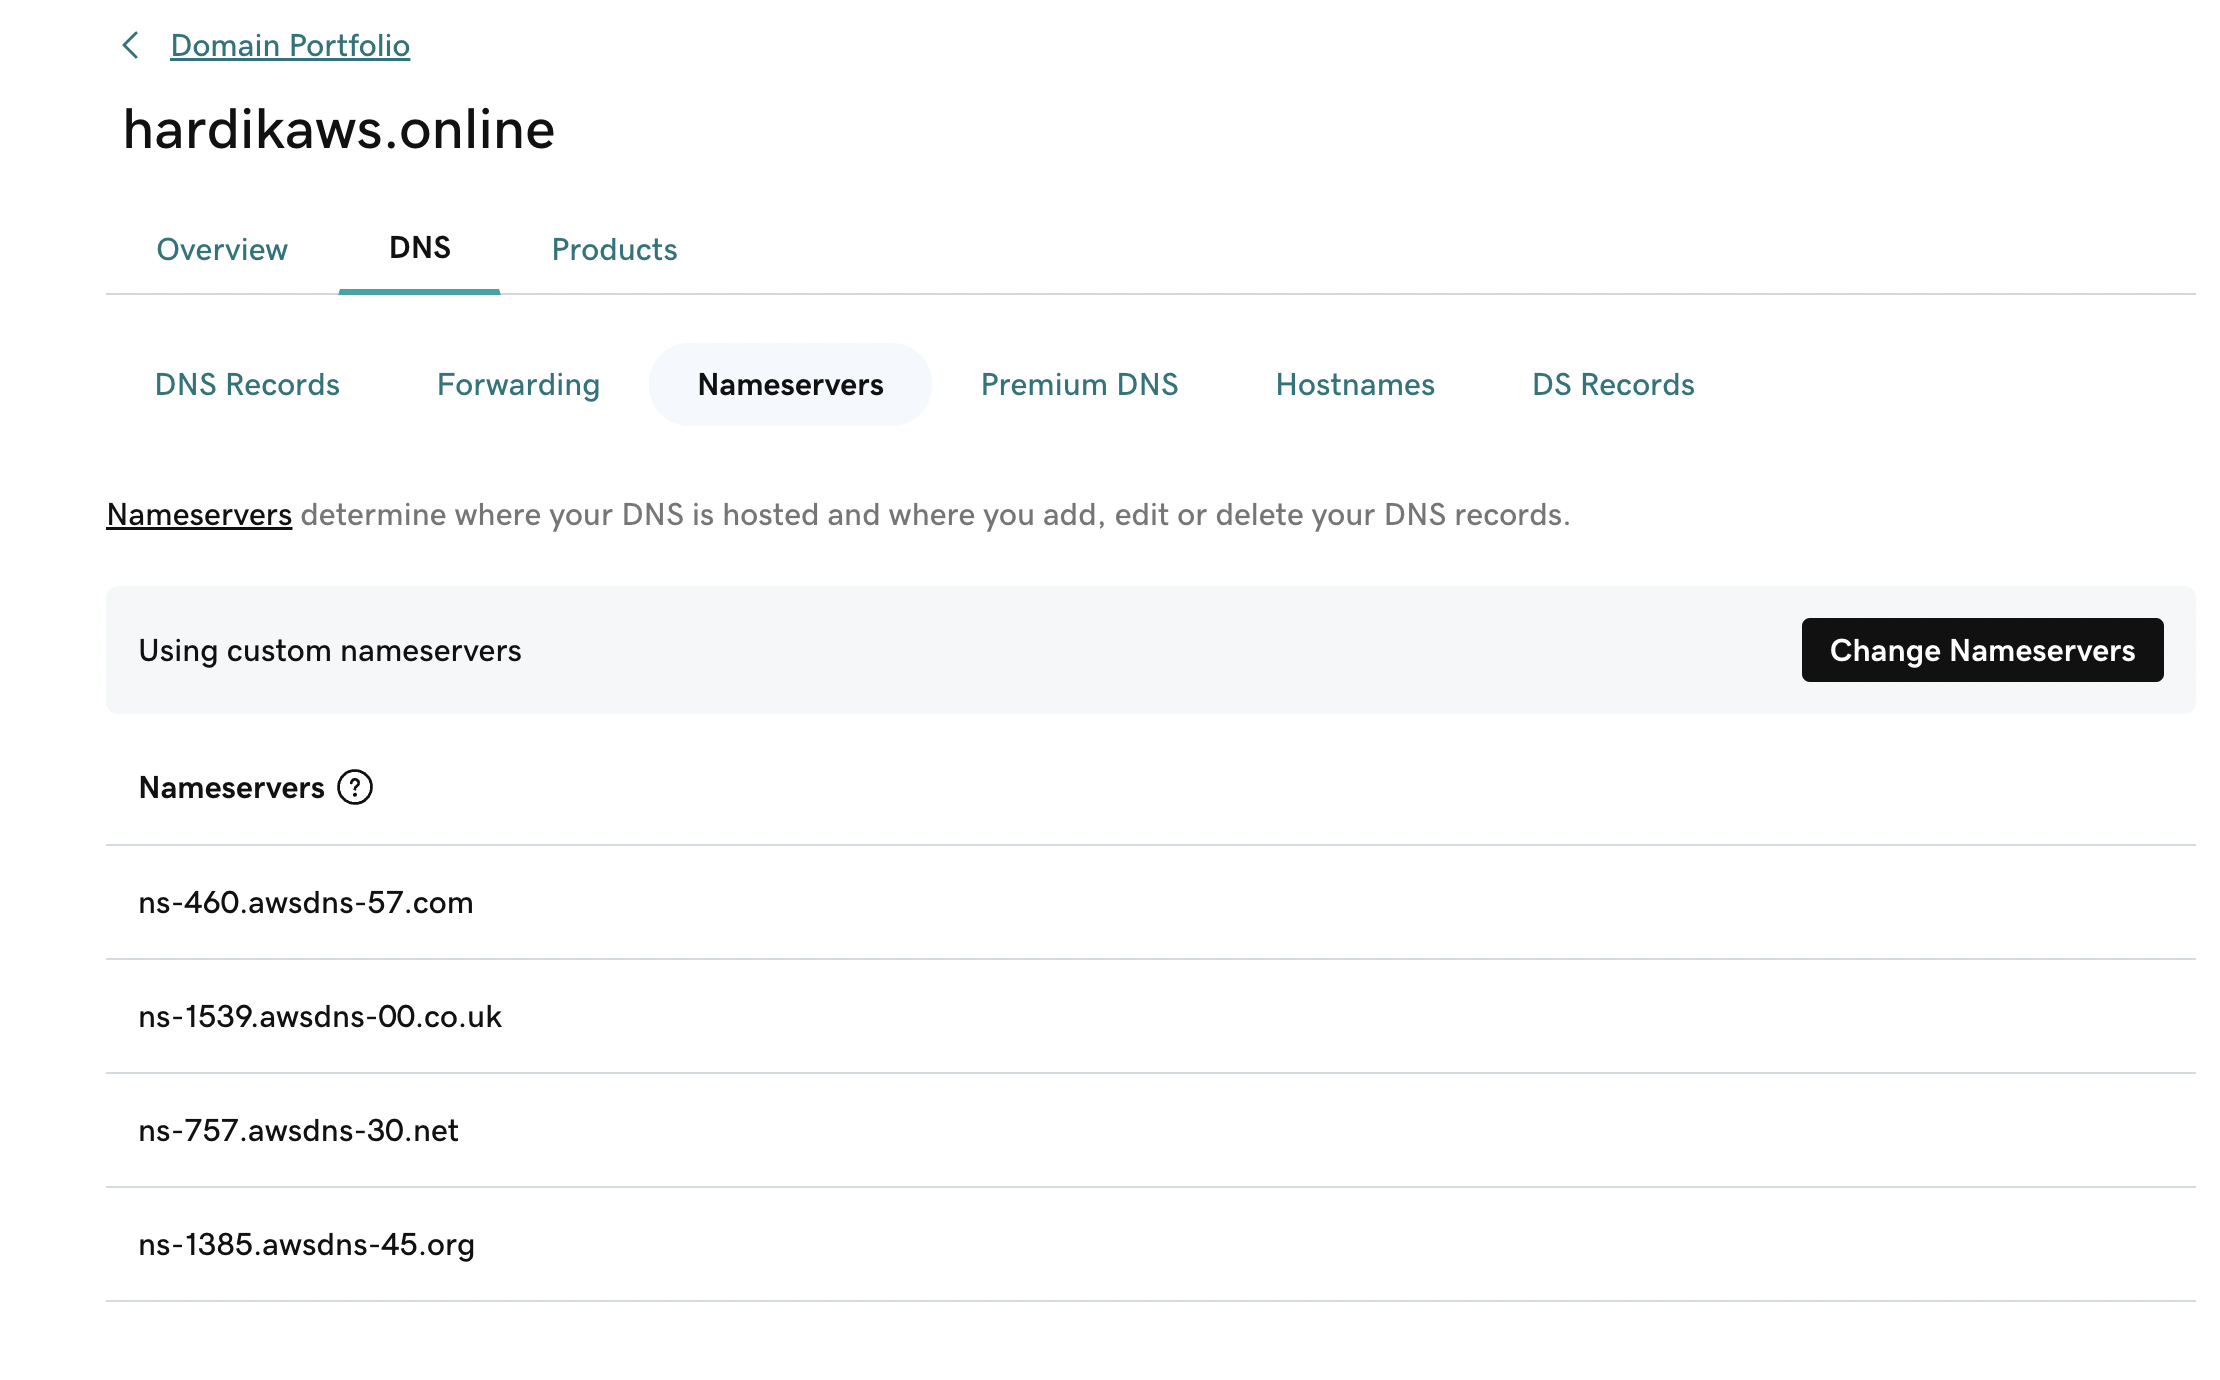 Domain Portfolio
hardikaws.online
Overview DNS Products
DNS Records Forwarding Nameservers Premium DNS Hostnames DS Records
Nameservers determine where your DNS is hosted and where you add, edit or delete your DNS records.
Using custom nameservers Change Nameservers
Nameservers ?
ns-460.awsdns-57.com
ns-1539.awsdns-00.co.uk
ns-757.awsdns-30.net
ns-1385.awsdns-45.org